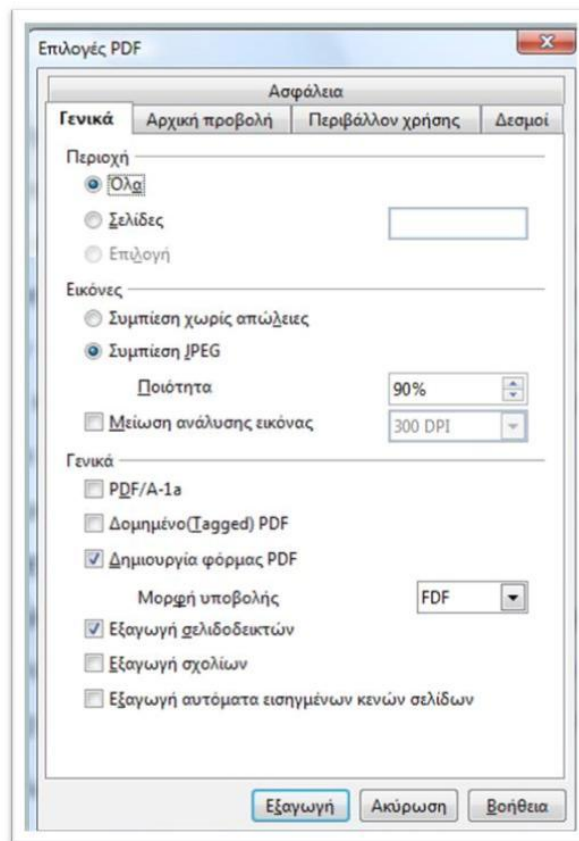 Επιλογές PDF
Ασφάλεια
Γενικά Αρχική προβολή Περιβάλλον χρήσης Δεσμοί
Περιοχή
Όλα
Σελίδες
Επιλογή
Εικόνες
Συμπίεση χωρίς απώλειες
Συμπίεση JPEG
Ποιότητα 90%
Μείωση ανάλυσης εικόνας 300 DPI
Γενικά
PDF/A-1a
Δομημένο(Tagged) PDF
Δημιουργία φόρμας PDF
Μορφή υποβολής FDF
Εξαγωγή σελιδοδεικτών
Εξαγωγή σχολίων
Εξαγωγή αυτόματα εισηγμένων κενών σελίδων
Εξαγωγή Ακύρωση Βοήθεια